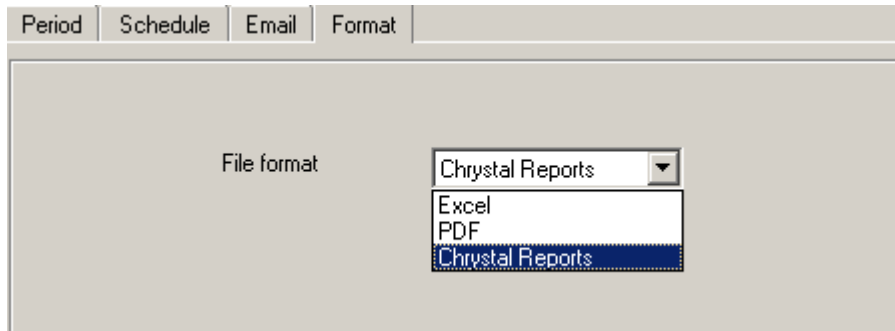 Period Schedule Email Format
File format Chrystal Reports
Excel
PDF
Chrystal Reports